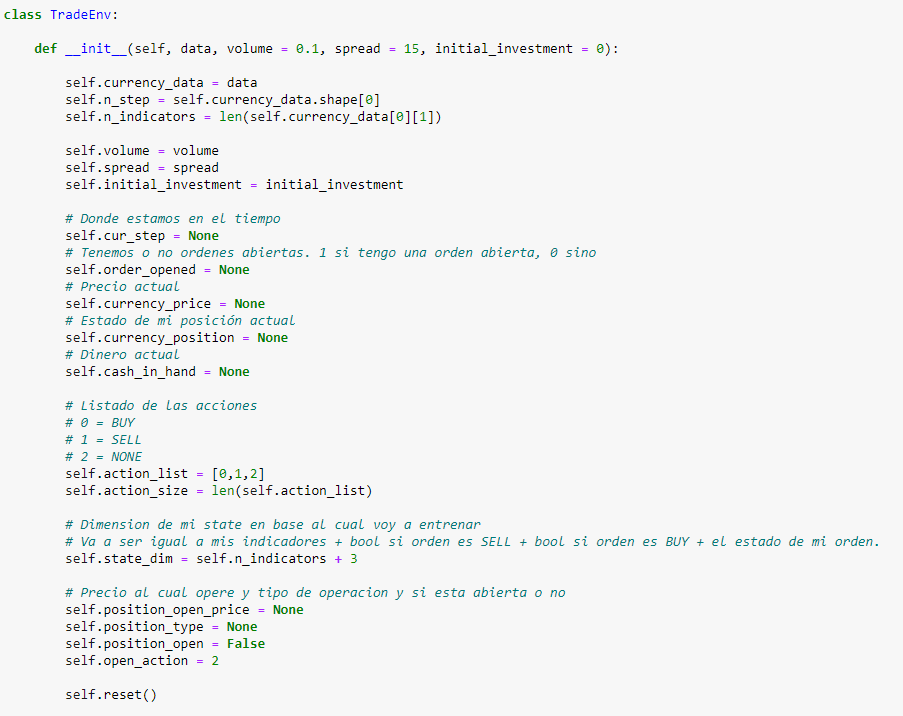 class TradeEnv:
def __init__(self, data, volume = 0.1, spread = 15, initial_investment = 0):
self.currency_data = data
self.n_step = self.currency_data.shape[0]
self.n_indicators = len(self.currency_data[0][1])
self.volume = volume
self.spread = spread
self.initial_investment = initial_investment
# Donde estamos en el tiempo
self.cur_step = None
# Tenemos o no ordenes abiertas. 1 si tengo una orden abierta, 0 sino
self.order_opened = None
# Precio actual
self.currency_price = None
# Estado de mi posición actual
self.currency_position = None
# Dinero actual
self.cash_in_hand = None
# Listado de las acciones
# 0 = BUY
# 1 = SELL
# 2 = NONE
self.action_list = [0,1,2]
self.action_size = len(self.action_list)
# Dimension de mi state en base al cual voy a entrenar
# Va a ser igual a mis indicadores + bool si orden es SELL + bool si orden es BUY + el estado de mi orden.
self.state_dim = self.n_indicators + 3
# Precio al cual opere y tipo de operacion y si esta abierta o no
self.position_open_price = None
self.position_type = None
self.position_open = False
self.open_action = 2
self.reset()